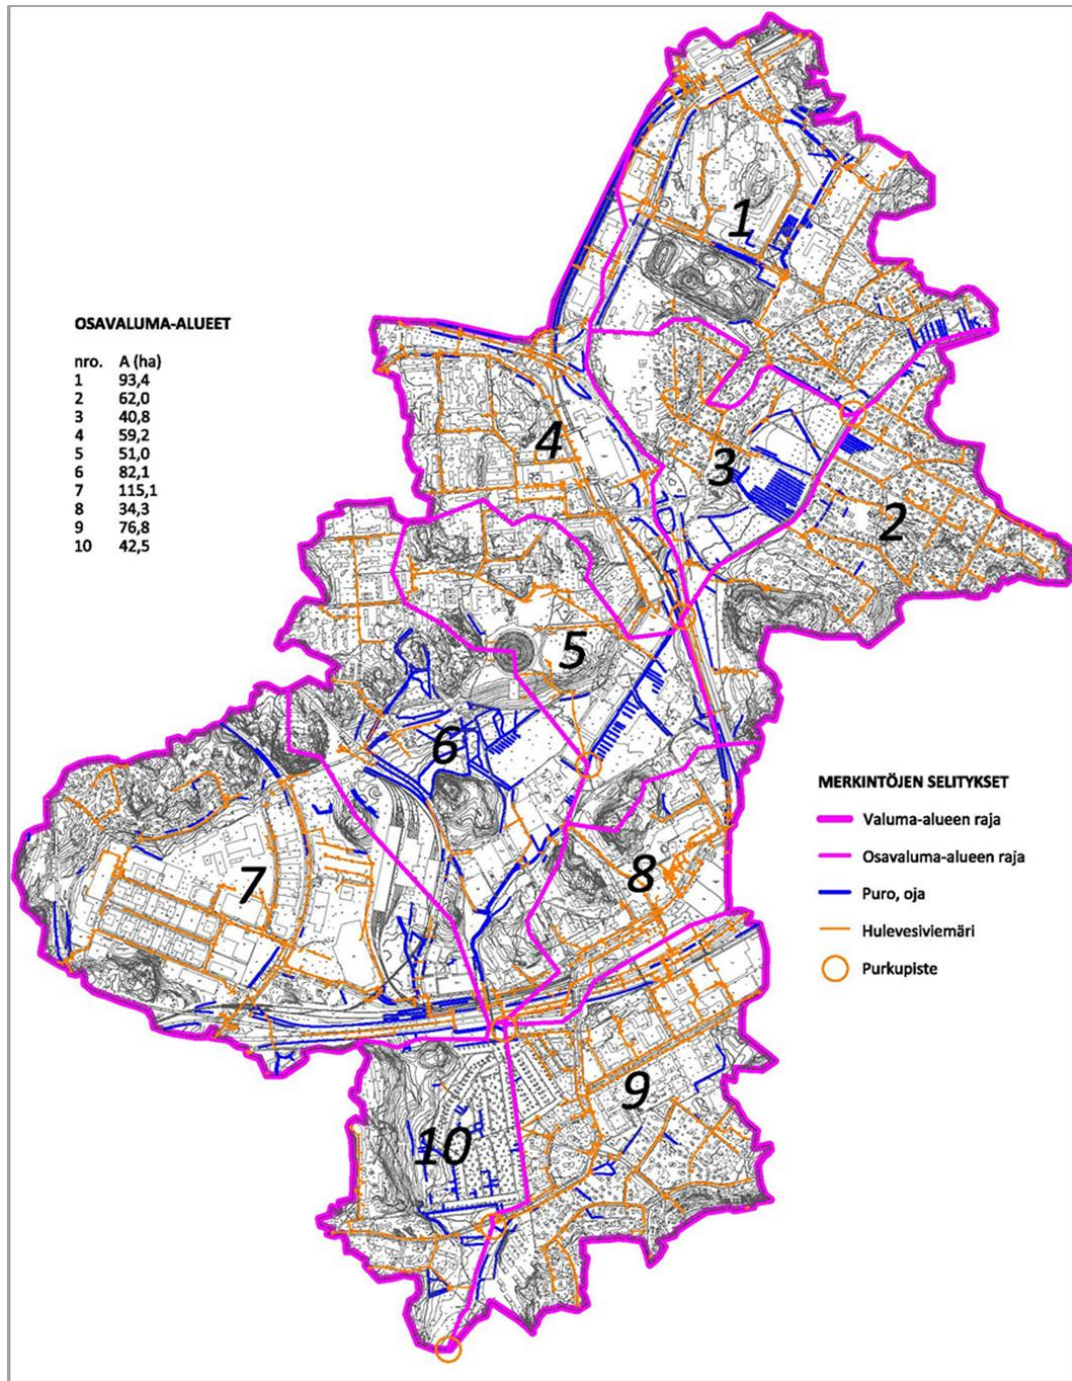 1
OSAVALUMA-ALUEET
nro. A (ha)
1 93,4
2 62,0
3 40,8
4 59,2
5 51,0
6 82,1
7 115,1
8 34,3
9 76,8
10 42,5
4
3
2
5
6
MERKINTÖJEN SELITYKSET
Valuma-alueen raja
Osavaluma-alueen raja
Puro, oja
Hulevesiviemäri
Purkupiste
7
8
9
10